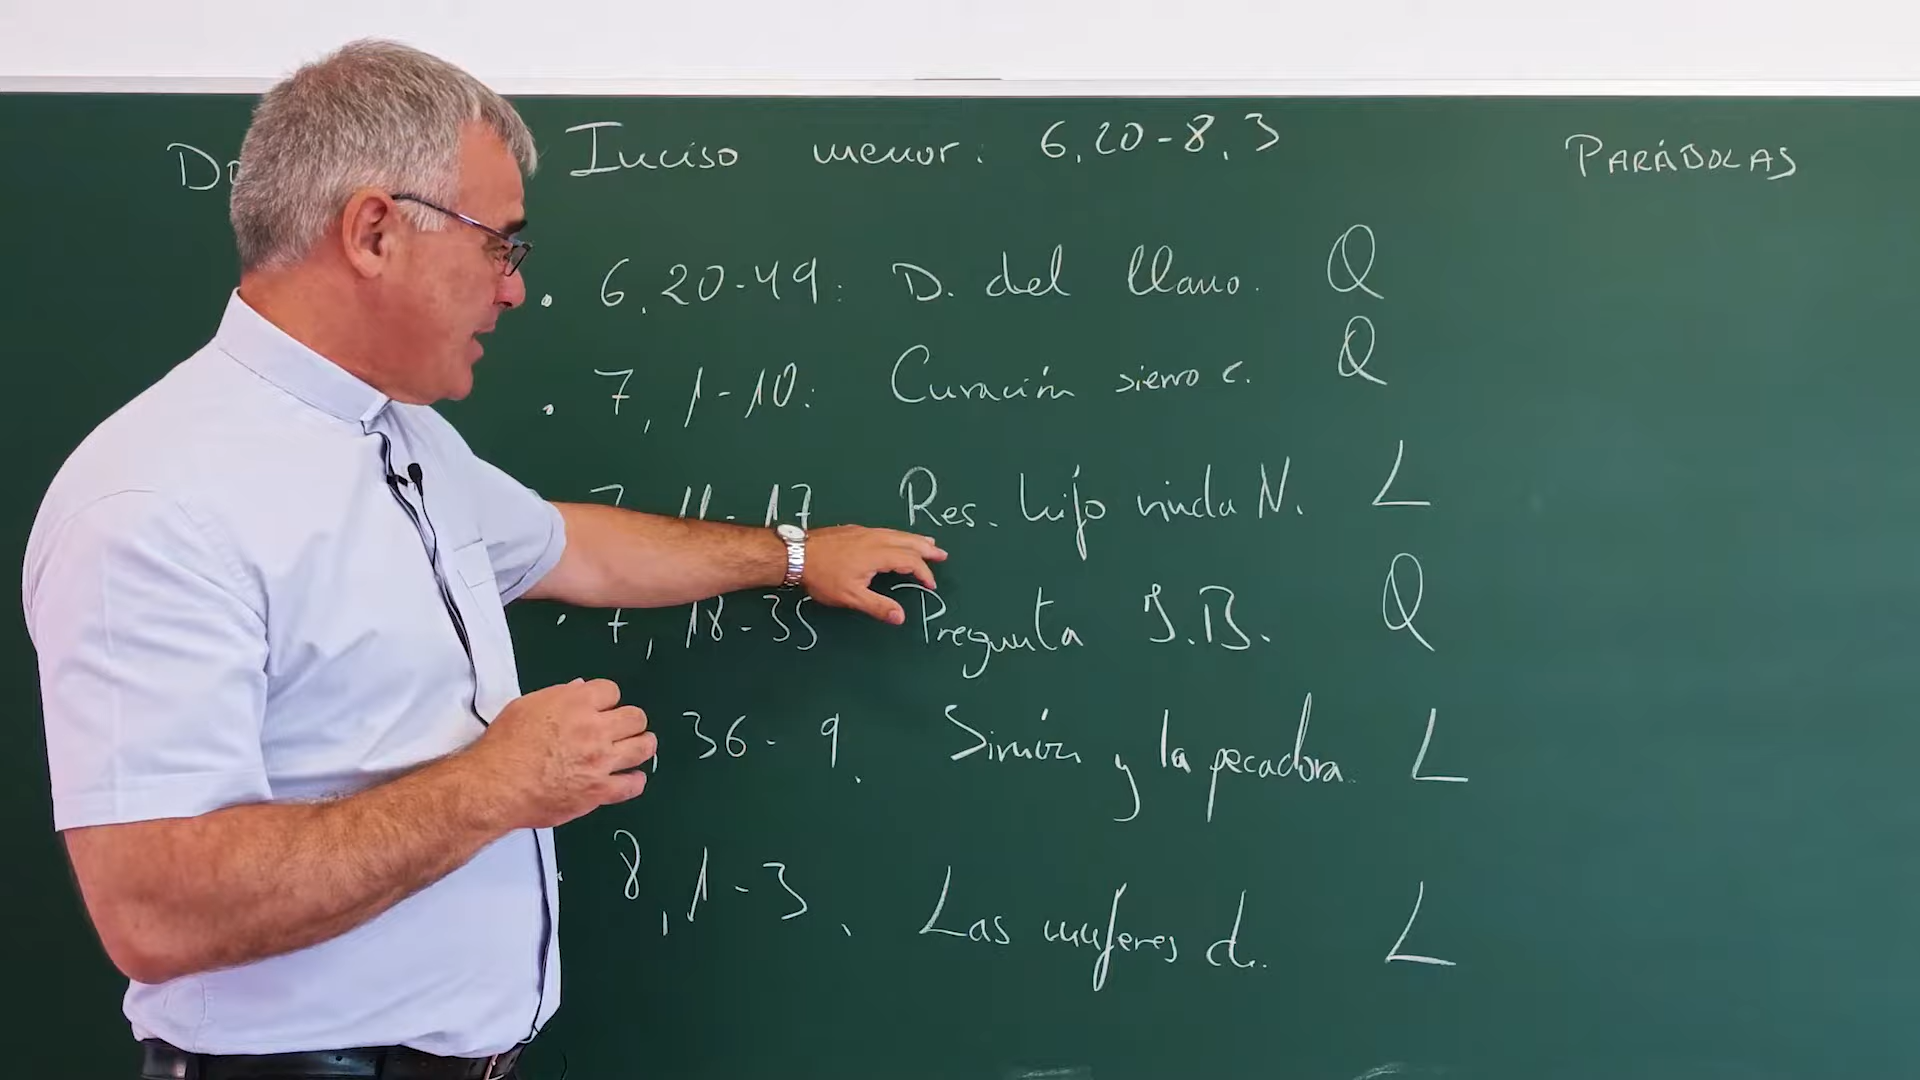 Inciso menor: 6,20-8,3
PARÁBOLAS
. 6,20-49: D. del llano. Q
. 7,1-10: Curación siervo c. Q
7,11-17. Res. hijo viuda N. L
. 7,18-35 Pregunta J.B. Q
, 36-9. Simón y la pecadora. L
. 8,1-3. Las mujeres d. L